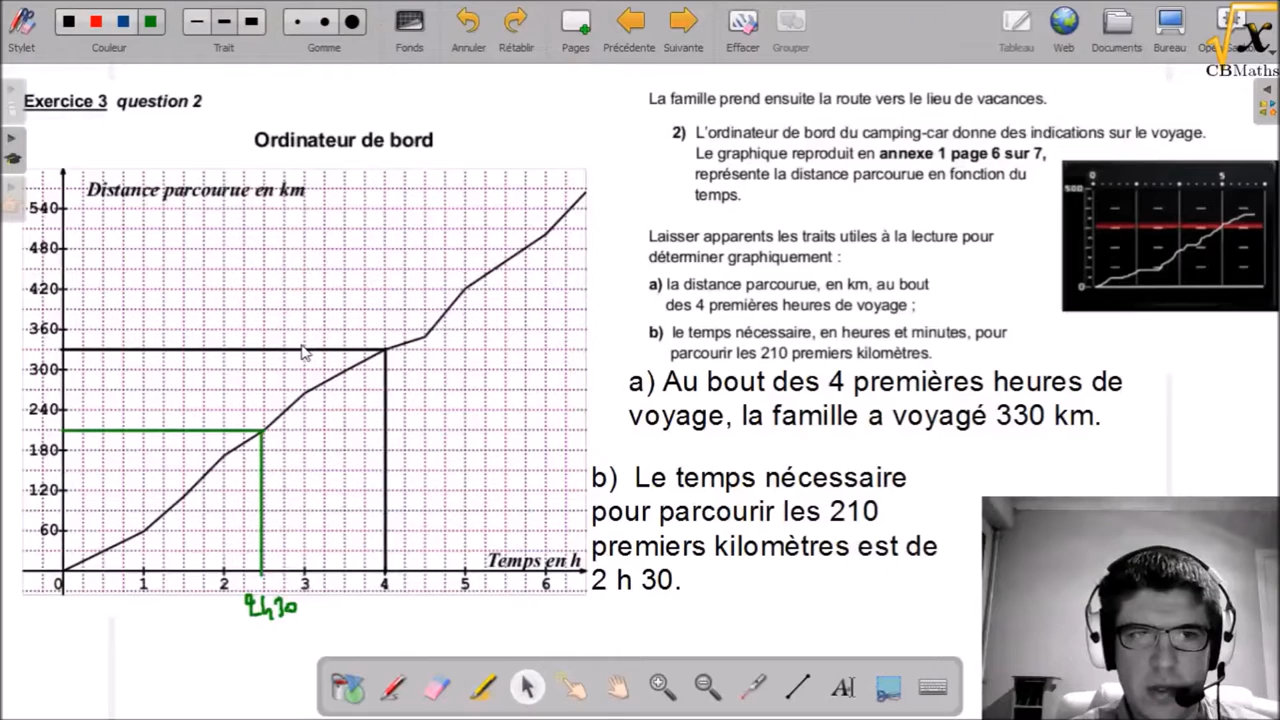 Stylet
Couleur
Trait
Gomme
Fonds
Annuler
Rétablir
Pages
Précédente
Suivante
Effacer
Grouper
Tableau
Web
Documents
Bureau
x
CBMaths
Exercice 3 question 2
Ordinateur de bord
Distance parcourue en km
540
480
420
360
300
240
180
120
60
0 1 2 3 4 5 6
Temps en h
2h30
La famille prend ensuite la route vers le lieu de vacances.
2) L'ordinateur de bord du camping-car donne des indications sur le voyage.
Le graphique reproduit en annexe 1 page 6 sur 7,
représente la distance parcourue en fonction du
temps.
Laisser apparents les traits utiles à la lecture pour
déterminer graphiquement :
a) la distance parcourue, en km, au bout
des 4 premières heures de voyage ;
b) le temps nécessaire, en heures et minutes, pour
parcourir les 210 premiers kilomètres.
0 5
500
0
a) Au bout des 4 premières heures de
voyage, la famille a voyagé 330 km.
b) Le temps nécessaire
pour parcourir les 210
premiers kilomètres est de
2 h 30.